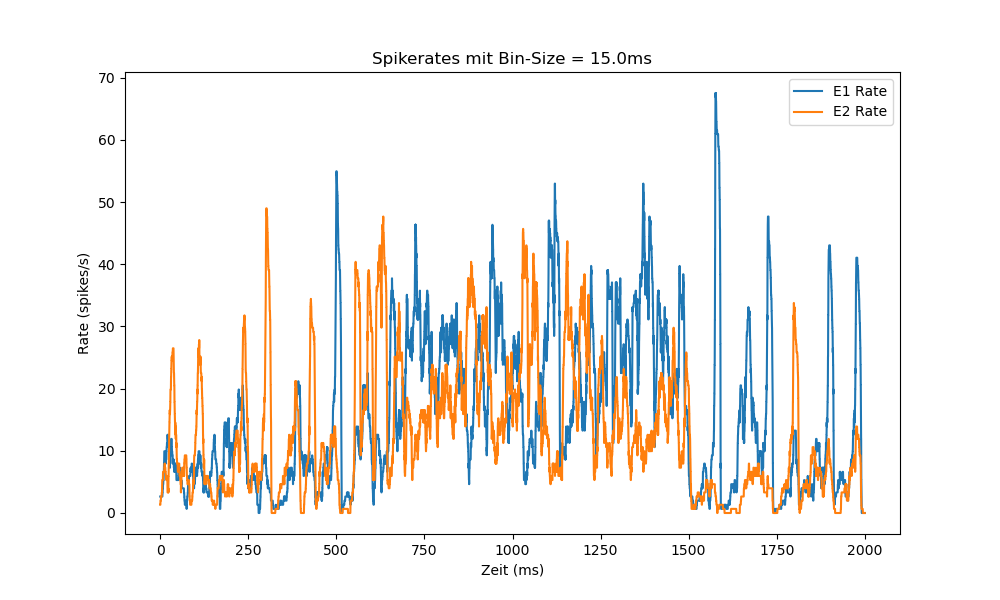 Spikerates mit Bin-Size = 15.0ms
E1 Rate
E2 Rate
70
60
50
40
30
20
10
0
Rate (spikes/s)
0 250 500 750 1000 1250 1500 1750 2000
Zeit (ms)